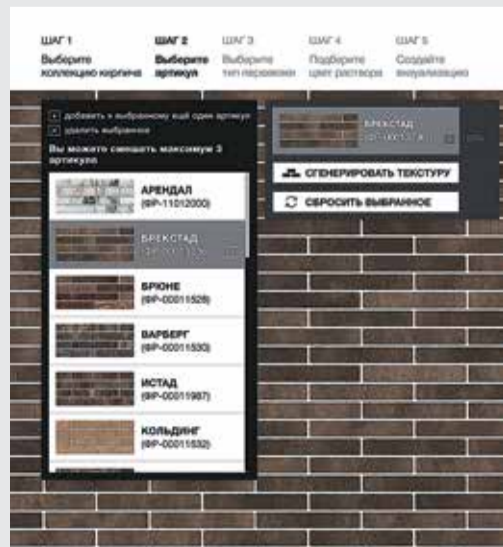 ШАГ 1
Выберите
коллекцию кирпича
ШАГ 2
Выберите
артикул
ШАГ 3
Выберите
тип перевязки
ШАГ 4
Подберите
цвет раствора
ШАГ 5
Создайте
визуализацию
добавить к выбранному ещё один артикул
удалить выбранное
Вы можите смешать максимум 3
артикула
АРЕНДАЛ
(ФР-11012000)
БРЕКСТАД
БРЮНЕ
(ФР-00011528)
ВАРБЕРГ
(ФР-00011530)
ИСТАД
(ФР-00011987)
КОЛЬДИНГ
(ФР-00011532)
БРЕКСТАД
СГЕНЕРИРОВАТЬ ТЕКСТУРУ
СБРОСИТЬ ВЫБРАННОЕ